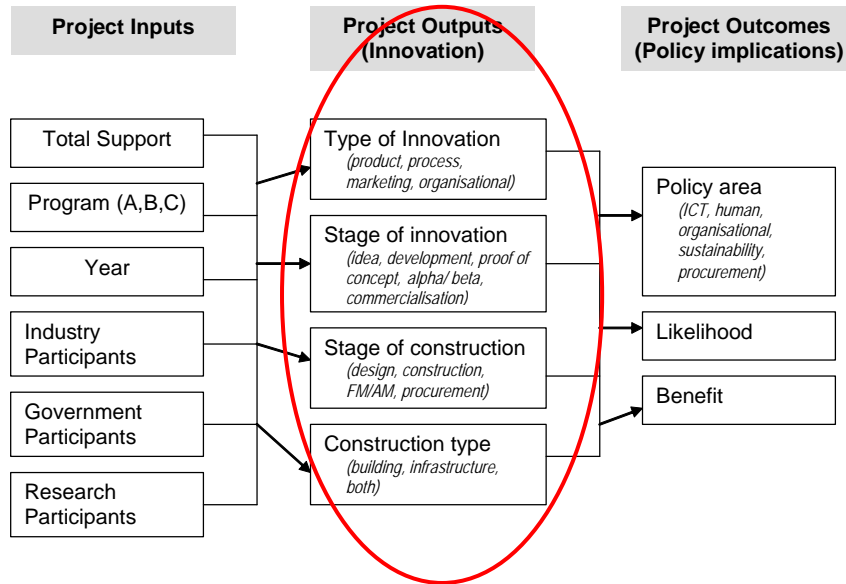 Project Inputs
Total Support
Program (A,B,C)
Year
Industry
Participants
Government
Participants
Research
Participants
Project Outputs
(Innovation)
Type of Innovation
(product, process,
marketing, organisational)
Stage of innovation
(idea, development, proof of
concept, alpha/ beta,
commercialisation)
Stage of construction
(design, construction,
FM/AM, procurement)
Construction type
(building, infrastructure,
both)
Project Outcomes
(Policy implications)
Policy area
(ICT, human,
organisational,
sustainability,
procurement)
Likelihood
Benefit